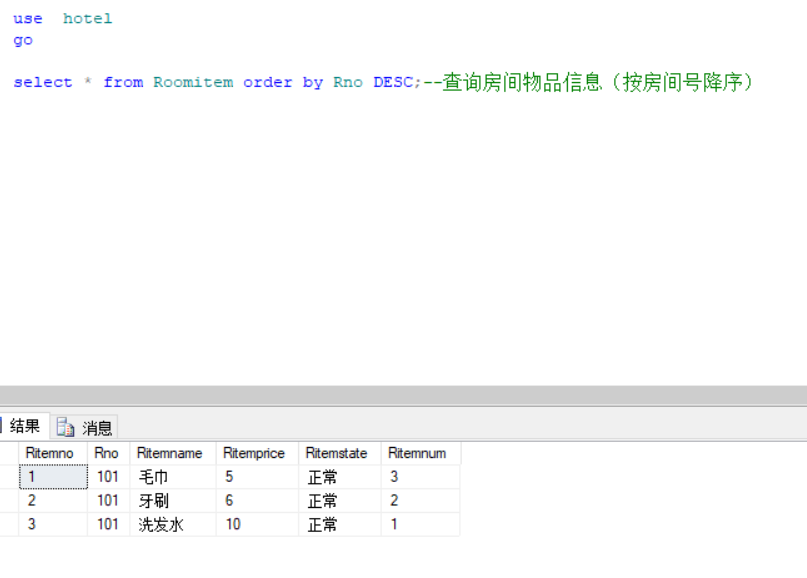 use hotel
go
select * from Roomitem order by Rno DESC;--查询房间物品信息（按房间号降序）
结果 消息
Ritemno Rno Ritemname Ritemprice Ritemstate Ritemnum
1 101 毛巾 5 正常 3
2 101 牙刷 6 正常 2
3 101 洗发水 10 正常 1